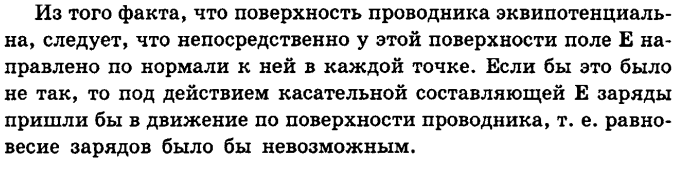 Из того факта, что поверхность проводника эквипотенциаль-
на, следует, что непосредственно у этой поверхности поле E на-
правлено по нормали к ней в каждой точке. Если бы это было
не так, то под действием касательной составляющей E заряды
пришли бы в движение по поверхности проводника, т. е. равно-
весие зарядов было бы невозможным.